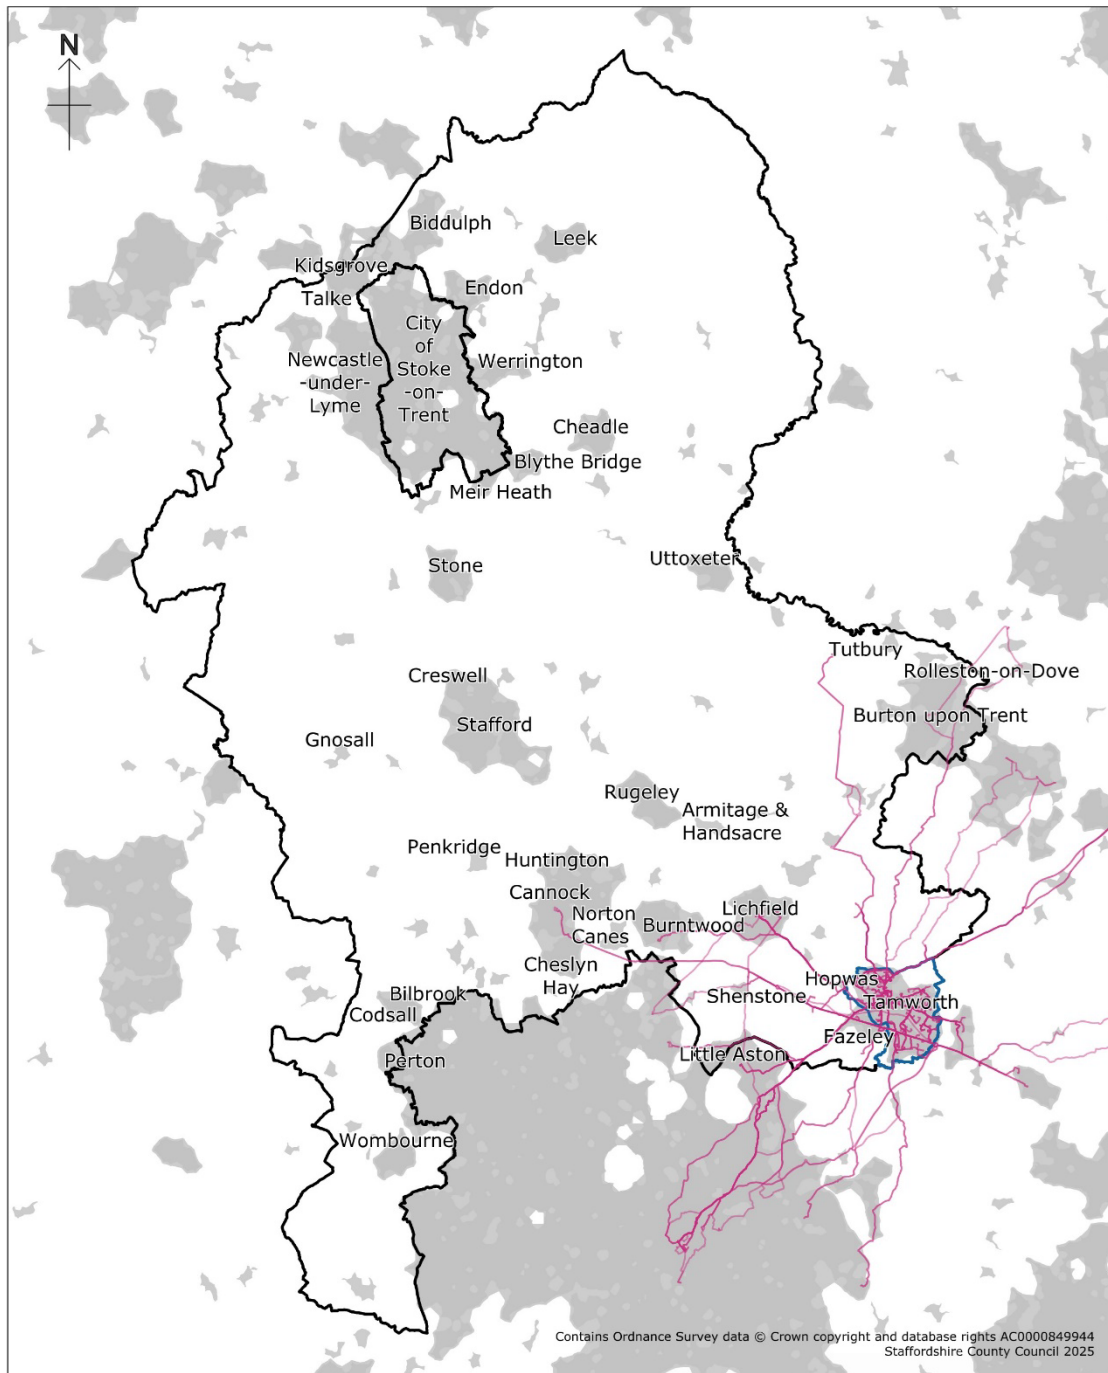 N
Biddulph
Leek
Kidsgrove
Talke
Endon
City
of
Stoke
-on-
Trent
Newcastle
-under-
Lyme
Werrington
Cheadle
Blythe Bridge
Meir Heath
Stone
Uttoxeter
Tutbury
Rolleston-on-Dove
Creswell
Stafford
Burton upon Trent
Gnosall
Rugeley
Armitage &
Handsacre
Penkridge
Huntington
Cannock
Norton
Canes
Burntwood
Lichfield
Cheslyn
Hay
Hopwas
Bilbrook
Shenstone
Tamworth
Codsall
Fazeley
Little Aston
Perton
Wombourne
Contains Ordnance Survey data © Crown copyright and database rights AC0000849944
Staffordshire County Council 2025